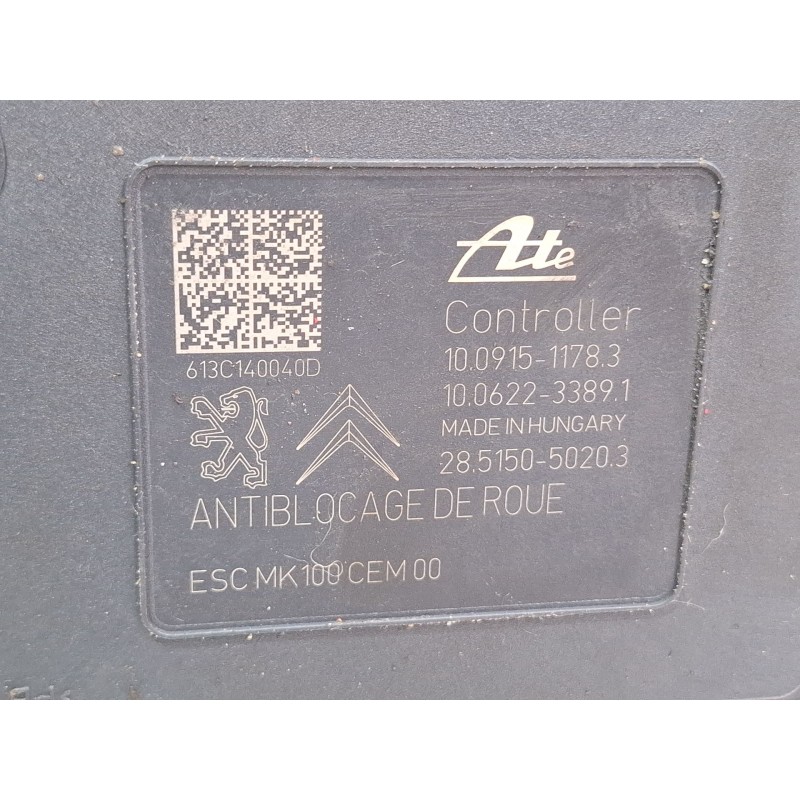 Ate
Controller
613C140040D
10.0915-1178.3
10.0622-3389.1
MADE IN HUNGARY
28.5150-5020.3
ANTIBLOCAGE DE ROUE
ESC MK100 CEM 00